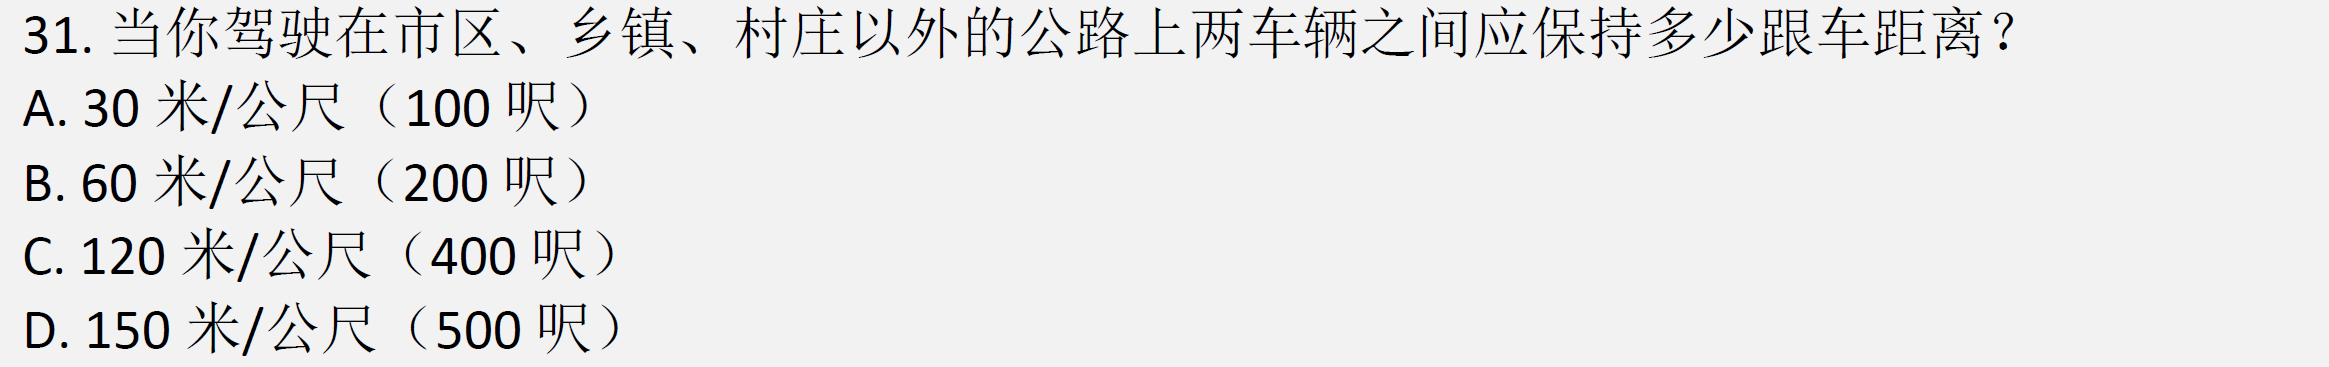 31. 当你驾驶在市区、乡镇、村庄以外的公路上两车辆之间应保持多少跟车距离？
A. 30 米/公尺（100 呎）
B. 60 米/公尺（200 呎）
C. 120 米/公尺（400 呎）
D. 150 米/公尺（500 呎）